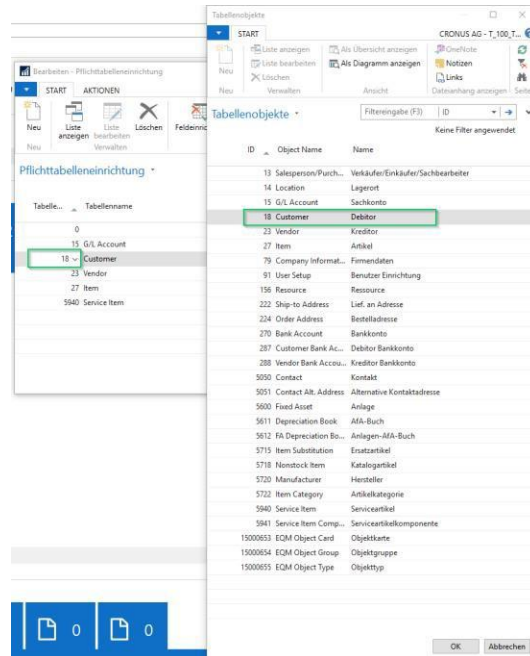 Bearbeiten - Pflichttabelleneinrichtung
START AKTIONEN
Neu
Liste anzeigen
Liste bearbeiten
Löschen
Neu Verwalten
Pflichttabelleneinrichtung
Tabelle... Tabellenname
0
15 G/L Account
18 Customer
23 Vendor
27 Item
5940 Service Item
0 0
Tabellenobjekte
START CRONUS AG - T_100_T...
Neu
Liste anzeigen Als Übersicht anzeigen OneNote
Liste bearbeiten Als Diagramm anzeigen Notizen
Löschen Links
Neu Verwalten Ansicht Dateianhang anzeigen Seite
Tabellenobjekte Filtereingabe (F3) ID
Keine Filter angewendet
ID Object Name Name
13 Salesperson/Purch... Verkäufer/Einkäufer/Sachbearbeiter
14 Location Lagerort
15 G/L Account Sachkonto
18 Customer Debitor
23 Vendor Kreditor
27 Item Artikel
79 Company Informat... Firmendaten
91 User Setup Benutzer Einrichtung
156 Resource Ressource
222 Ship-to Address Lief. an Adresse
224 Order Address Bestelladresse
270 Bank Account Bankkonto
287 Customer Bank Ac... Debitor Bankkonto
288 Vendor Bank Accou... Kreditor Bankkonto
5050 Contact Kontakt
5051 Contact Alt. Address Alternative Kontaktadresse
5600 Fixed Asset Anlage
5611 Depreciation Book AfA-Buch
5612 FA Depreciation Bo... Anlagen-AfA-Buch
5715 Item Substitution Ersatzartikel
5718 Nonstock Item Katalogartikel
5720 Manufacturer Hersteller
5722 Item Category Artikelkategorie
5940 Service Item Serviceartikel
5941 Service Item Comp... Serviceartikelkomponente
15000653 EQM Object Card Objektkarte
15000654 EQM Object Group Objektgruppe
15000655 EQM Object Type Objekttyp
OK Abbrechen